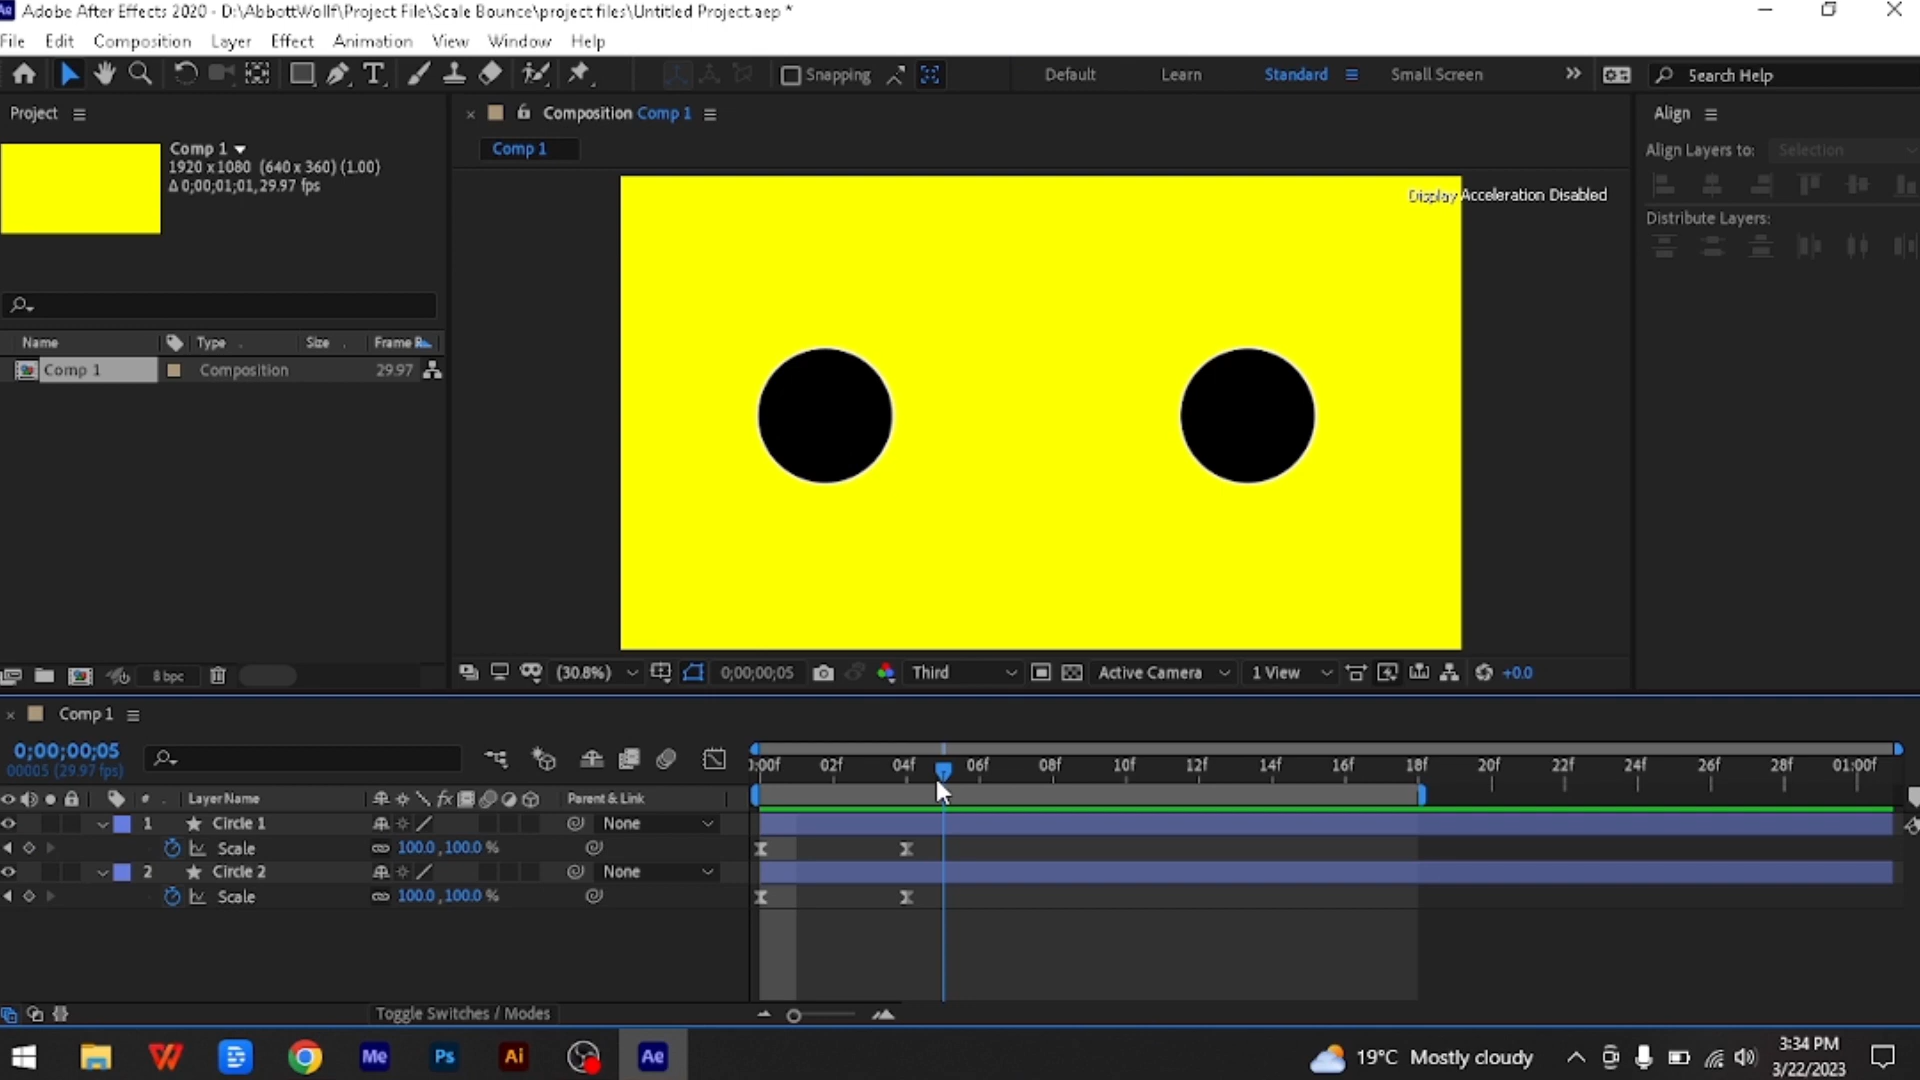 Adobe After Effects 2020 - D:\AbbottWollf\Project File\Scale Bounce\project files\Untitled Project.aep *
File Edit Composition Layer Effect Animation View Window Help
Snapping Default Learn Standard Small Screen Search Help
Project
Comp 1
1920 x 1080 (640 x 360) (1.00)
Δ 0;00;01;01, 29.97 fps
Name Type Size Frame R
Comp 1 Composition 29.97
8 bpc
Composition Comp 1
Comp 1
Display Acceleration Disabled
(30.8%) 0;00;00;05 Third Active Camera 1 View +0.0
Align
Align Layers to: Selection
Distribute Layers:
Comp 1
0;00;00;05
00005 (29.97 fps)
# Layer Name fx Parent & Link
1 Circle 1 None
Scale 100.0, 100.0 %
2 Circle 2 None
Scale 100.0, 100.0 %
):00f 02f 04f 06f 08f 10f 12f 14f 16f 18f 20f 22f 24f 26f 28f 01:00f
Toggle Switches / Modes
Me Ps Ai Ae
19°C Mostly cloudy
3:34 PM
3/22/2023